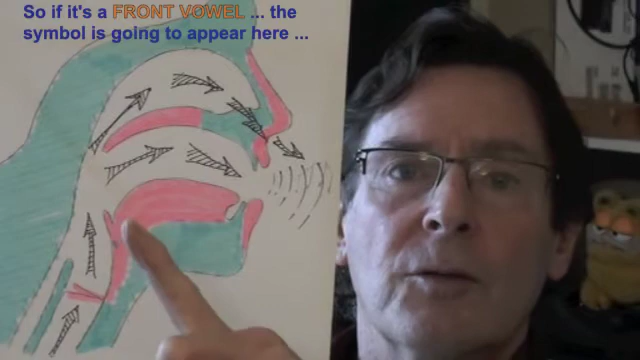 So if it's a FRONT VOWEL ... the
symbol is going to appear here ...